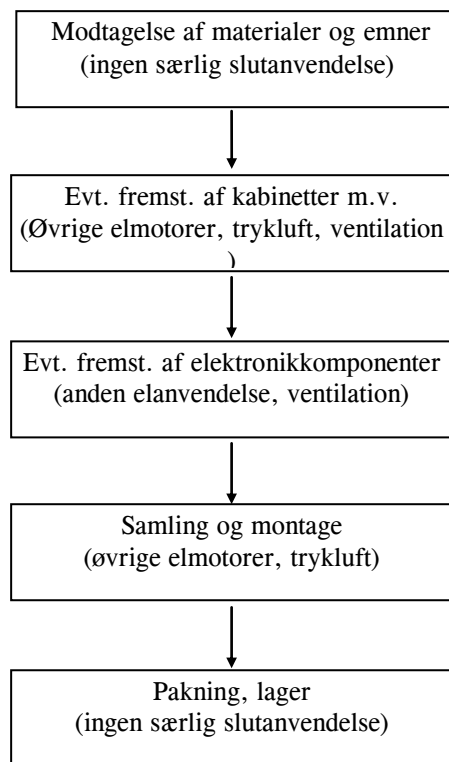 Modtagelse af materialer og emner
(ingen særlig slutanvendelse)
Evt. fremst. af kabinetter m.v.
(Øvrige elmotorer, trykluft, ventilation
)
Evt. fremst. af elektronikkomponenter
(anden elanvendelse, ventilation)
Samling og montage
(øvrige elmotorer, trykluft)
Pakning, lager
(ingen særlig slutanvendelse)